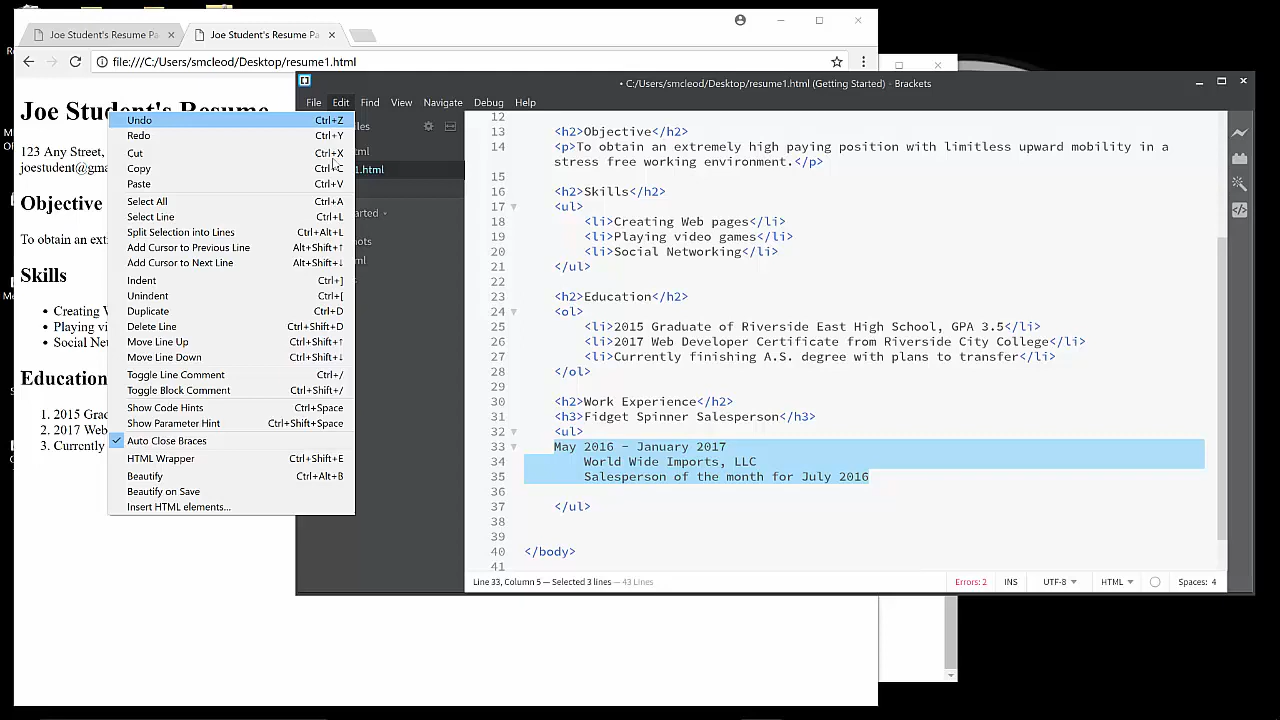 Joe Student's Resume Pa
Joe Student's Resume Pa
file:///C:/Users/smcleod/Desktop/resume1.html
• C:/Users/smcleod/Desktop/resume1.html (Getting Started) - Brackets
File Edit Find View Navigate Debug Help
Joe Student's Resume
123 Any Street,
joestudent@gma
Objective
To obtain an ext
Skills
• Creating W
• Playing vi
• Social Net
Education
1. 2015 Grad
2. 2017 Web
3. Currently
Undo Ctrl+Z
Redo Ctrl+Y
Cut Ctrl+X
Copy Ctrl+C
Paste Ctrl+V
Select All Ctrl+A
Select Line Ctrl+L
Split Selection into Lines Ctrl+Alt+L
Add Cursor to Previous Line Alt+Shift+↑
Add Cursor to Next Line Alt+Shift+↓
Indent Ctrl+]
Unindent Ctrl+[
Duplicate Ctrl+D
Delete Line Ctrl+Shift+D
Move Line Up Ctrl+Shift+↑
Move Line Down Ctrl+Shift+↓
Toggle Line Comment Ctrl+/
Toggle Block Comment Ctrl+Shift+/
Show Code Hints Ctrl+Space
Show Parameter Hint Ctrl+Shift+Space
Auto Close Braces
HTML Wrapper Ctrl+Shift+E
Beautify Ctrl+Alt+B
Beautify on Save
Insert HTML elements...
les
tml
1.html
arted
ots
ml
12
13 <h2>Objective</h2>
14 <p>To obtain an extremely high paying position with limitless upward mobility in a
stress free working environment.</p>
15
16 <h2>Skills</h2>
17 <ul>
18 <li>Creating Web pages</li>
19 <li>Playing video games</li>
20 <li>Social Networking</li>
21 </ul>
22
23 <h2>Education</h2>
24 <ol>
25 <li>2015 Graduate of Riverside East High School, GPA 3.5</li>
26 <li>2017 Web Developer Certificate from Riverside City College</li>
27 <li>Currently finishing A.S. degree with plans to transfer</li>
28 </ol>
29
30 <h2>Work Experience</h2>
31 <h3>Fidget Spinner Salesperson</h3>
32 <ul>
33 May 2016 - January 2017
34 World Wide Imports, LLC
35 Salesperson of the month for July 2016
36
37 </ul>
38
39
40 </body>
41
Line 33, Column 5 — Selected 3 lines — 43 Lines
Errors: 2 INS UTF-8 HTML Spaces: 4